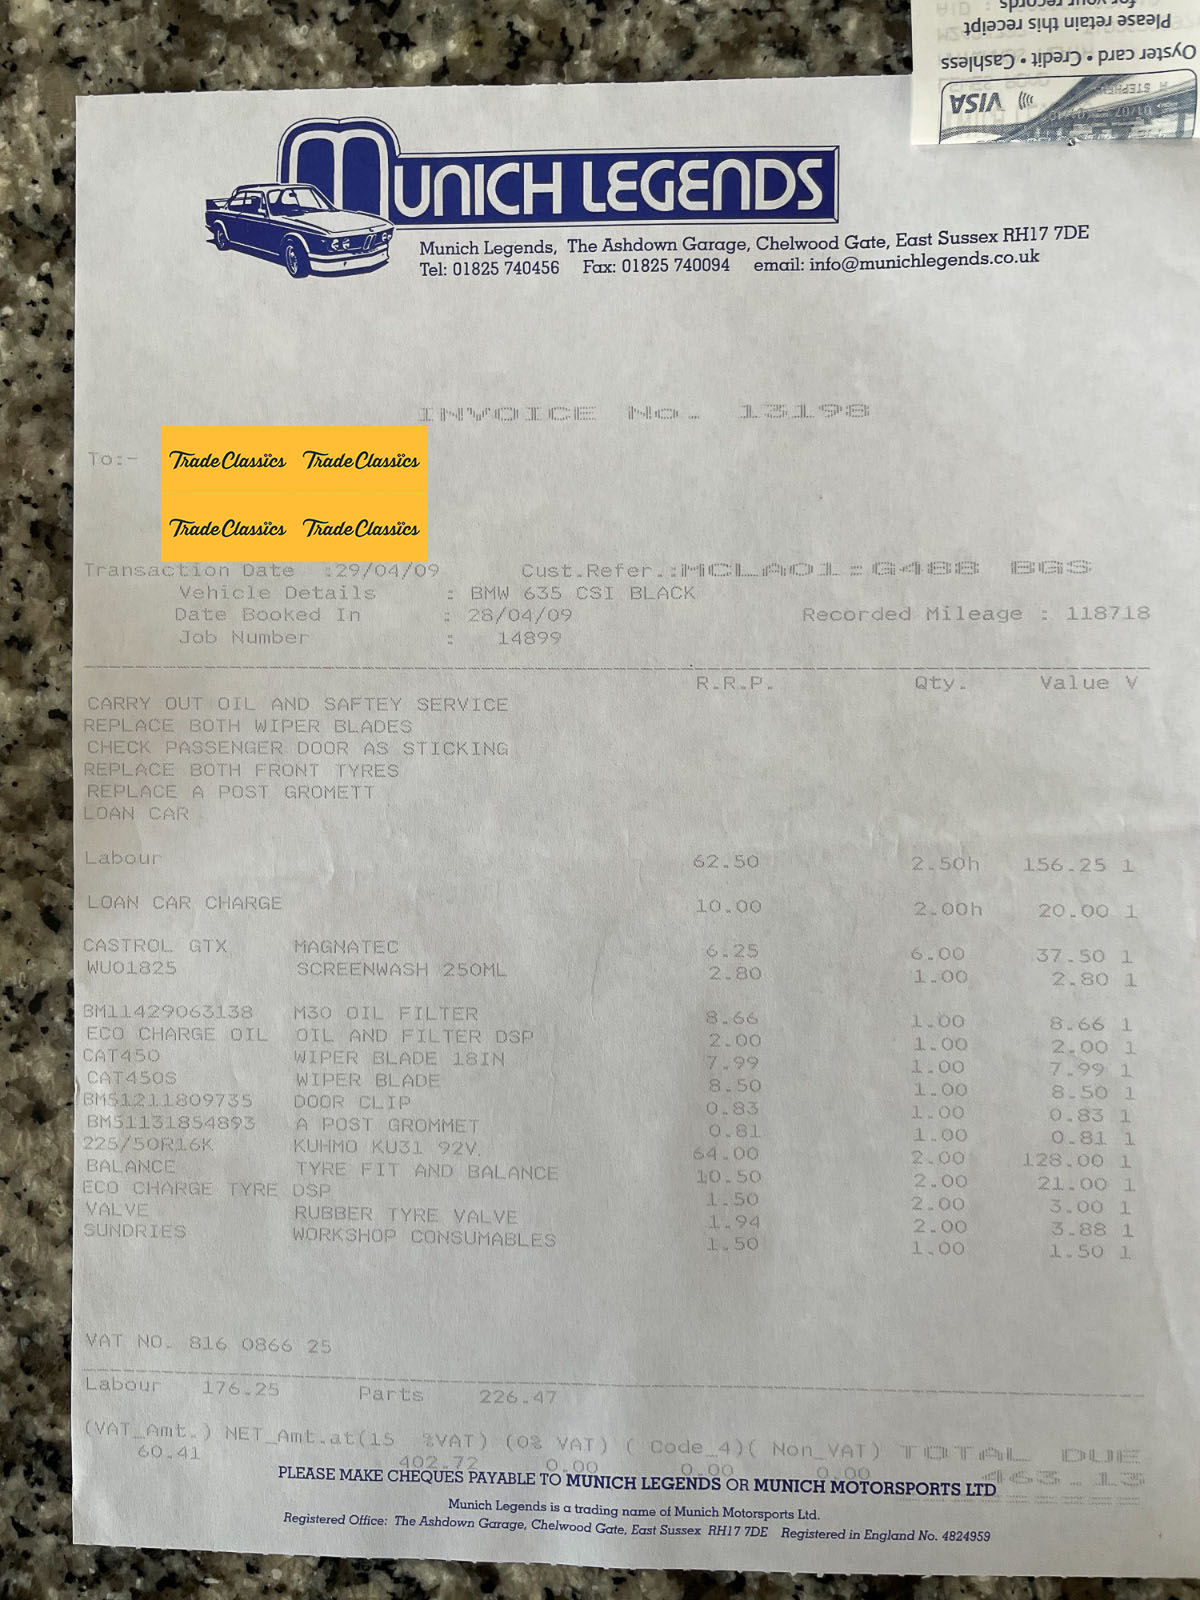 for your records
Please retain this receipt
Oyster card • Credit • Cashless
VISA
MUNICH LEGENDS
Munich Legends, The Ashdown Garage, Chelwood Gate, East Sussex RH17 7DE
Tel: 01825 740456 Fax: 01825 740094 email: info@munichlegends.co.uk
INVOICE No. 13198
To:-
TradeClassics TradeClassics
TradeClassics TradeClassics
Transaction Date :29/04/09 Cust.Refer.:MCLA01:G488 BGS
Vehicle Details : BMW 635 CSI BLACK
Date Booked In : 28/04/09 Recorded Mileage : 118718
Job Number : 14899
R.R.P. Qty. Value V
CARRY OUT OIL AND SAFTEY SERVICE
REPLACE BOTH WIPER BLADES
CHECK PASSENGER DOOR AS STICKING
REPLACE BOTH FRONT TYRES
REPLACE A POST GROMETT
LOAN CAR
Labour 62.50 2.50h 156.25 1
LOAN CAR CHARGE 10.00 2.00h 20.00 1
CASTROL GTX MAGNATEC 6.25 6.00 37.50 1
WU01825 SCREENWASH 250ML 2.80 1.00 2.80 1
BM11429063138 M30 OIL FILTER 8.66 1.00 8.66 1
ECO CHARGE OIL OIL AND FILTER DSP 2.00 1.00 2.00 1
CAT450 WIPER BLADE 18IN 7.99 1.00 7.99 1
CAT450S WIPER BLADE 8.50 1.00 8.50 1
BM51211809735 DOOR CLIP 0.83 1.00 0.83 1
BM51131854893 A POST GROMMET 0.81 1.00 0.81 1
225/50R16K KUHMO KU31 92V. 64.00 2.00 128.00 1
BALANCE TYRE FIT AND BALANCE 10.50 2.00 21.00 1
ECO CHARGE TYRE DSP 1.50 2.00 3.00 1
VALVE RUBBER TYRE VALVE 1.94 2.00 3.88 1
SUNDRIES WORKSHOP CONSUMABLES 1.50 1.00 1.50 1
VAT NO. 816 0866 25
Labour 176.25 Parts 226.47
(VAT_Amt.) NET_Amt.at(15 %VAT) (0% VAT) ( Code_4)( Non_VAT) TOTAL DUE
60.41 402.72 0.00 0.00 0.00 463.13
PLEASE MAKE CHEQUES PAYABLE TO MUNICH LEGENDS OR MUNICH MOTORSPORTS LTD
Munich Legends is a trading name of Munich Motorsports Ltd.
Registered Office: The Ashdown Garage, Chelwood Gate, East Sussex RH17 7DE Registered in England No. 4824959